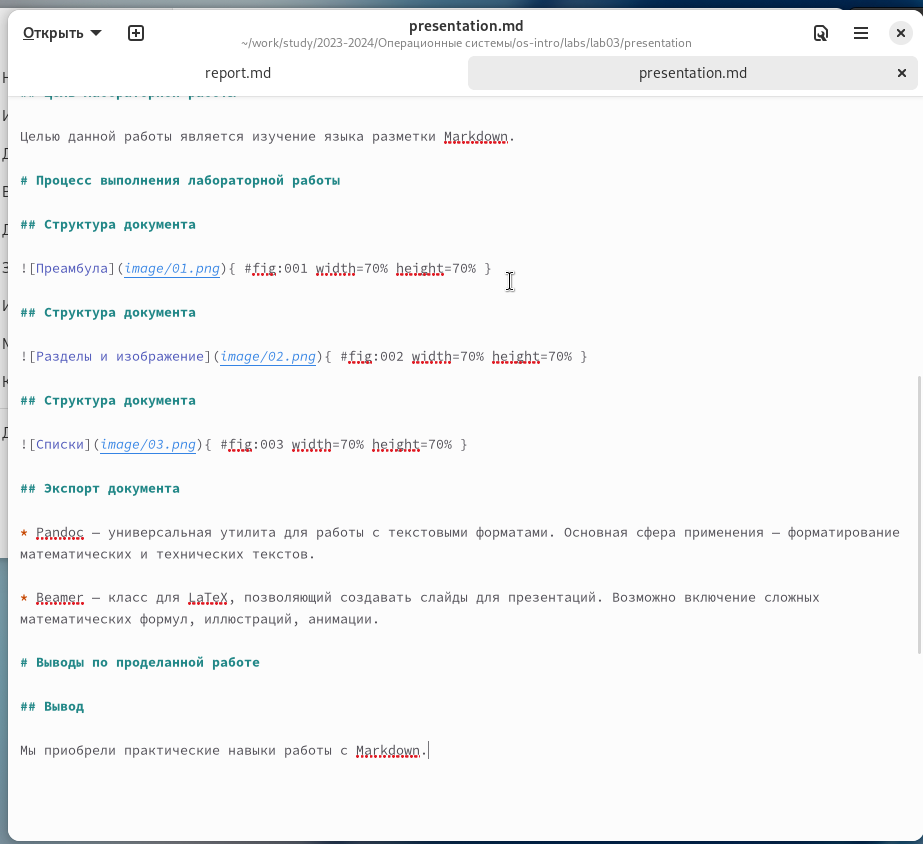 Открыть
presentation.md
~/work/study/2023-2024/Операционные системы/os-intro/labs/lab03/presentation
report.md
presentation.md
Целью данной работы является изучение языка разметки Markdown.
# Процесс выполнения лабораторной работы
## Структура документа
![Преамбула](image/01.png){ #fig:001 width=70% height=70% }
## Структура документа
![Разделы и изображение](image/02.png){ #fig:002 width=70% height=70% }
## Структура документа
![Списки](image/03.png){ #fig:003 width=70% height=70% }
## Экспорт документа
* Pandoc — универсальная утилита для работы с текстовыми форматами. Основная сфера применения — форматирование
математических и технических текстов.
* Beamer — класс для LaTeX, позволяющий создавать слайды для презентаций. Возможно включение сложных
математических формул, иллюстраций, анимации.
# Выводы по проделанной работе
## Вывод
Мы приобрели практические навыки работы с Markdown.